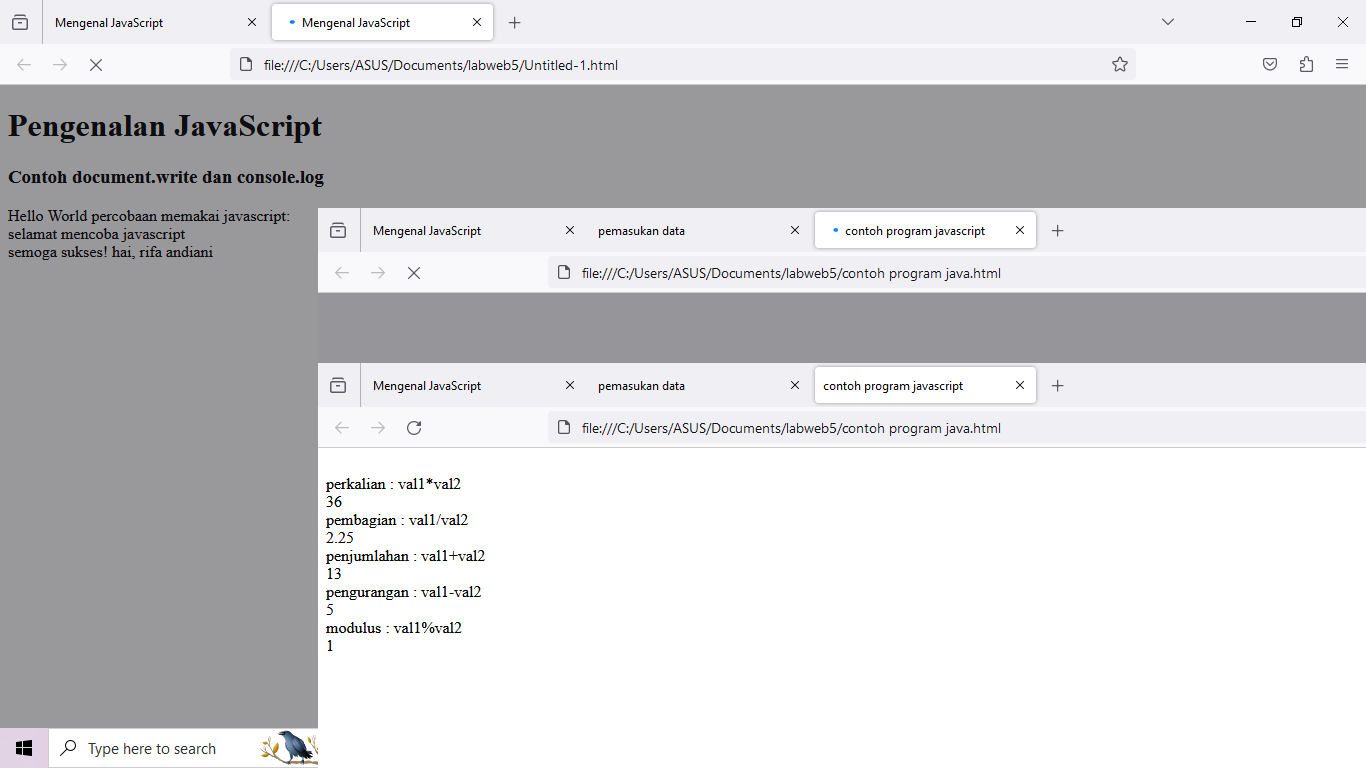 Mengenal JavaScript
Mengenal JavaScript
file:///C:/Users/ASUS/Documents/labweb5/Untitled-1.html
Pengenalan JavaScript
Contoh document.write dan console.log
Hello World percobaan memakai javascript:
selamat mencoba javascript
semoga sukses! hai, rifa andiani
Mengenal JavaScript
pemasukan data
contoh program javascript
file:///C:/Users/ASUS/Documents/labweb5/contoh program java.html
Mengenal JavaScript
pemasukan data
contoh program javascript
file:///C:/Users/ASUS/Documents/labweb5/contoh program java.html
perkalian : val1*val2
36
pembagian : val1/val2
2.25
penjumlahan : val1+val2
13
pengurangan : val1-val2
5
modulus : val1%val2
1
Type here to search